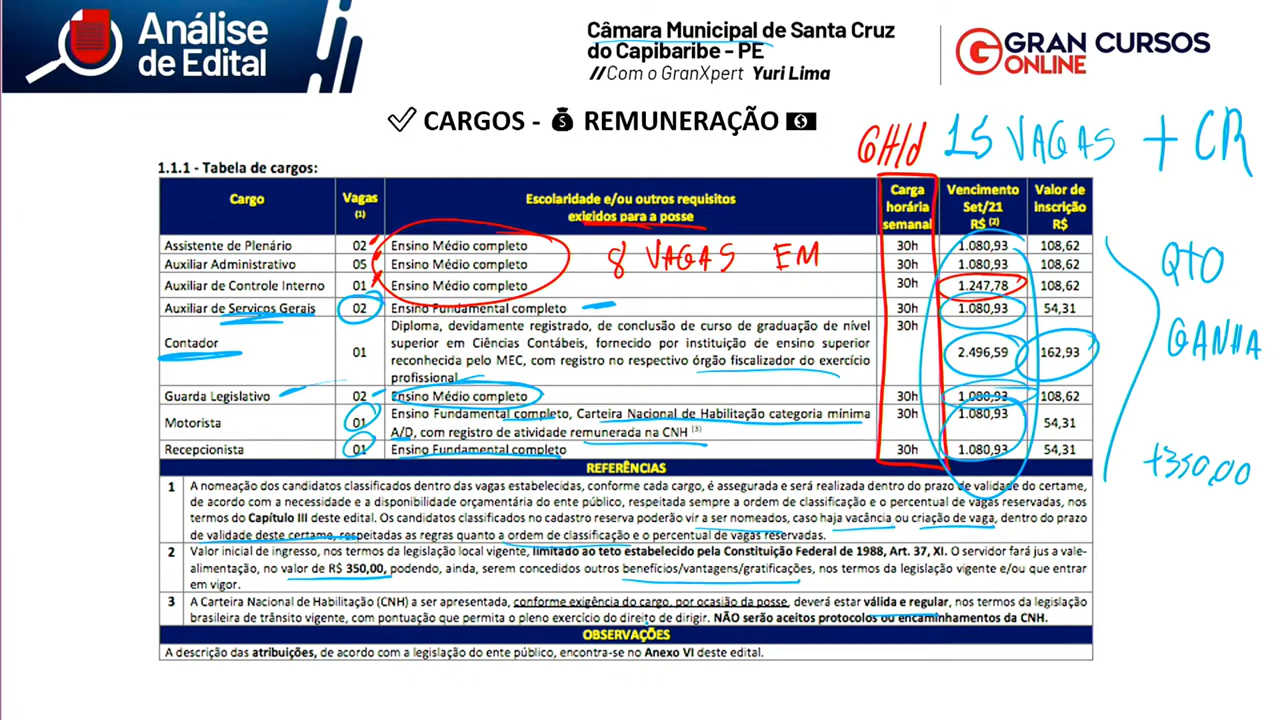 Análise
de Edital
Câmara Municipal de Santa Cruz
do Capibaribe – PE
//Com o GranXpert Yuri Lima
GRAN CURSOS
ONLINE
CARGOS - REMUNERAÇÃO
6H/d 15 VAGAS + CR
1.1.1 - Tabela de cargos:
Cargo Vagas (1) Escolaridade e/ou outros requisitos exigidos para a posse Carga horária semanal Vencimento Set/21 R$ (2) Valor de inscrição R$
Assistente de Plenário 02 Ensino Médio completo 30h 1.080,93 108,62
8 VAGAS EM
Auxiliar Administrativo 05 Ensino Médio completo 30h 1.080,93 108,62
Auxiliar de Controle Interno 01 Ensino Médio completo 30h 1.247,78 108,62
Auxiliar de Serviços Gerais 02 Ensino Fundamental completo 30h 1.080,93 54,31
QTO
GANHA
Contador 01 Diploma, devidamente registrado, de conclusão de curso de graduação de nível
superior em Ciências Contábeis, fornecido por instituição de ensino superior
reconhecida pelo MEC, com registro no respectivo órgão fiscalizador do exercício
profissional 30h 2.496,59 162,93
Guarda Legislativo 02 Ensino Médio completo 30h 1.080,93 108,62
Motorista 01 Ensino Fundamental completo, Carteira Nacional de Habilitação categoria mínima
A/D, com registro de atividade remunerada na CNH (3) 30h 1.080,93 54,31
Recepcionista 01 Ensino Fundamental completo 30h 1.080,93 54,31
+350,00
REFERÊNCIAS
1 A nomeação dos candidatos classificados dentro das vagas estabelecidas, conforme cada cargo, é assegurada e será realizada dentro do prazo de validade do certame,
de acordo com a necessidade e a disponibilidade orçamentária do ente público, respeitada sempre a ordem de classificação e o percentual de vagas reservadas, nos
termos do Capítulo III deste edital. Os candidatos classificados no cadastro reserva poderão vir a ser nomeados, caso haja vacância ou criação de vaga, dentro do prazo
de validade deste certame, respeitadas as regras quanto a ordem de classificação e o percentual de vagas reservadas.
2 Valor inicial de ingresso, nos termos da legislação local vigente, limitado ao teto estabelecido pela Constituição Federal de 1988, Art. 37, XI. O servidor fará jus a vale-
alimentação, no valor de R$ 350,00, podendo, ainda, serem concedidos outros benefícios/vantagens/gratificações, nos termos da legislação vigente e/ou que entrar
em vigor.
3 A Carteira Nacional de Habilitação (CNH) a ser apresentada, conforme exigência do cargo, por ocasião da posse, deverá estar válida e regular, nos termos da legislação
brasileira de trânsito vigente, com pontuação que permita o pleno exercício do direito de dirigir. NÃO serão aceitos protocolos ou encaminhamentos da CNH.
OBSERVAÇÕES
A descrição das atribuições, de acordo com a legislação do ente público, encontra-se no Anexo VI deste edital.